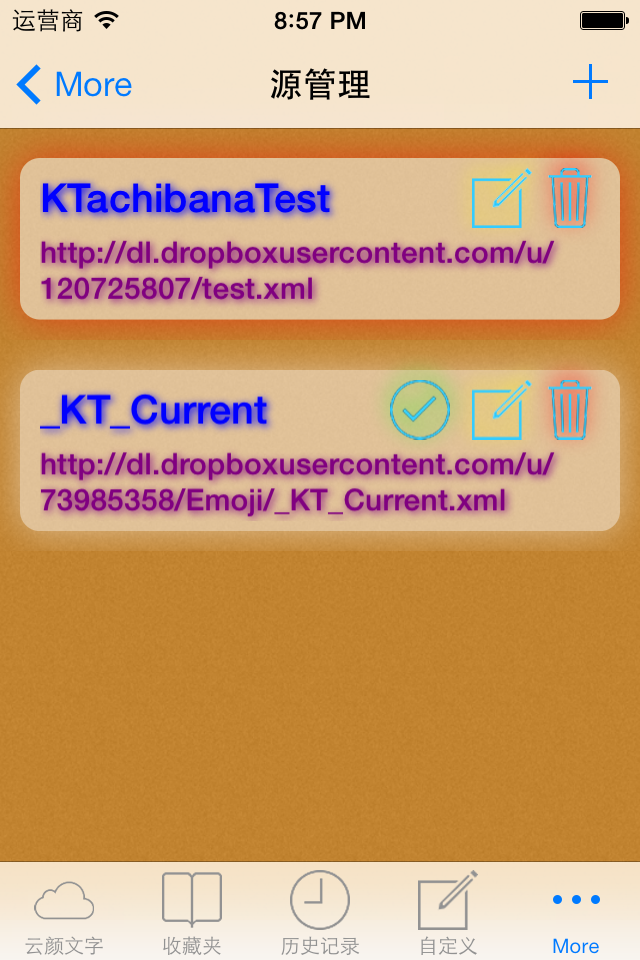 运营商 8:57 PM
More 源管理
KTachibanaTest
http://dl.dropboxusercontent.com/u/
120725807/test.xml
_KT_Current
http://dl.dropboxusercontent.com/u/
73985358/Emoji/_KT_Current.xml
云颜文字 收藏夹 历史记录 自定义 More